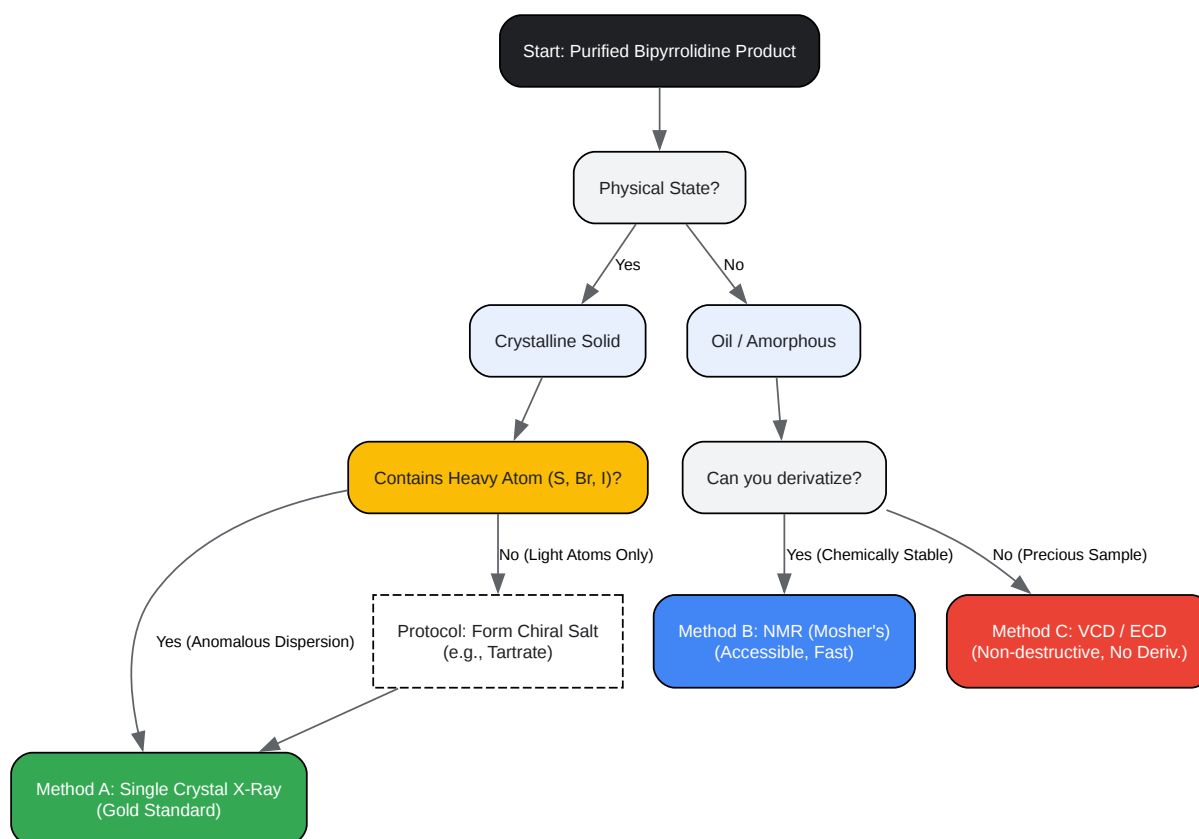 Start: Purified Bipyrrolidine Product
Physical State?
Yes
No
Crystalline Solid
Oil / Amorphous
Contains Heavy Atom (S, Br, I)?
Can you derivatize?
No (Light Atoms Only)
Yes (Chemically Stable)
No (Precious Sample)
Yes (Anomalous Dispersion)
Protocol: Form Chiral Salt
(e.g., Tartrate)
Method B: NMR (Mosher's)
(Accessible, Fast)
Method C: VCD / ECD
(Non-destructive, No Deriv.)
Method A: Single Crystal X-Ray
(Gold Standard)